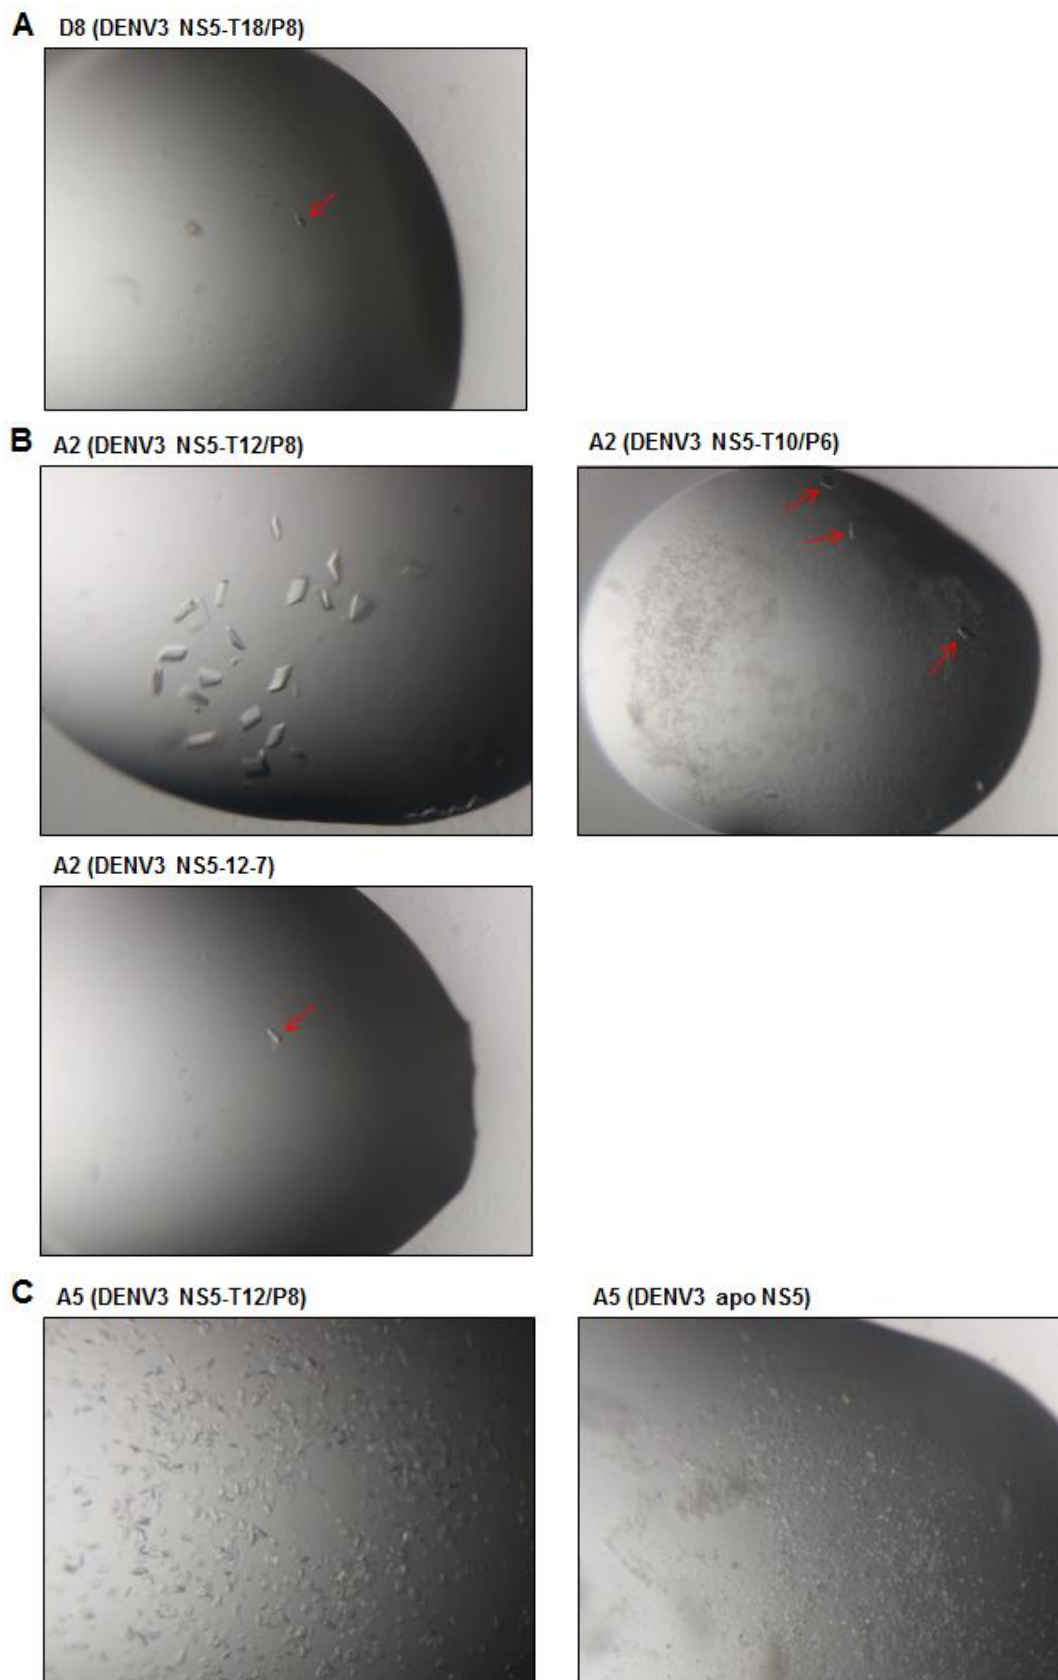 A D8 (DENV3 NS5-T18/P8)
B A2 (DENV3 NS5-T12/P8) A2 (DENV3 NS5-T10/P6)
A2 (DENV3 NS5-12-7)
C A5 (DENV3 NS5-T12/P8) A5 (DENV3 apo NS5)